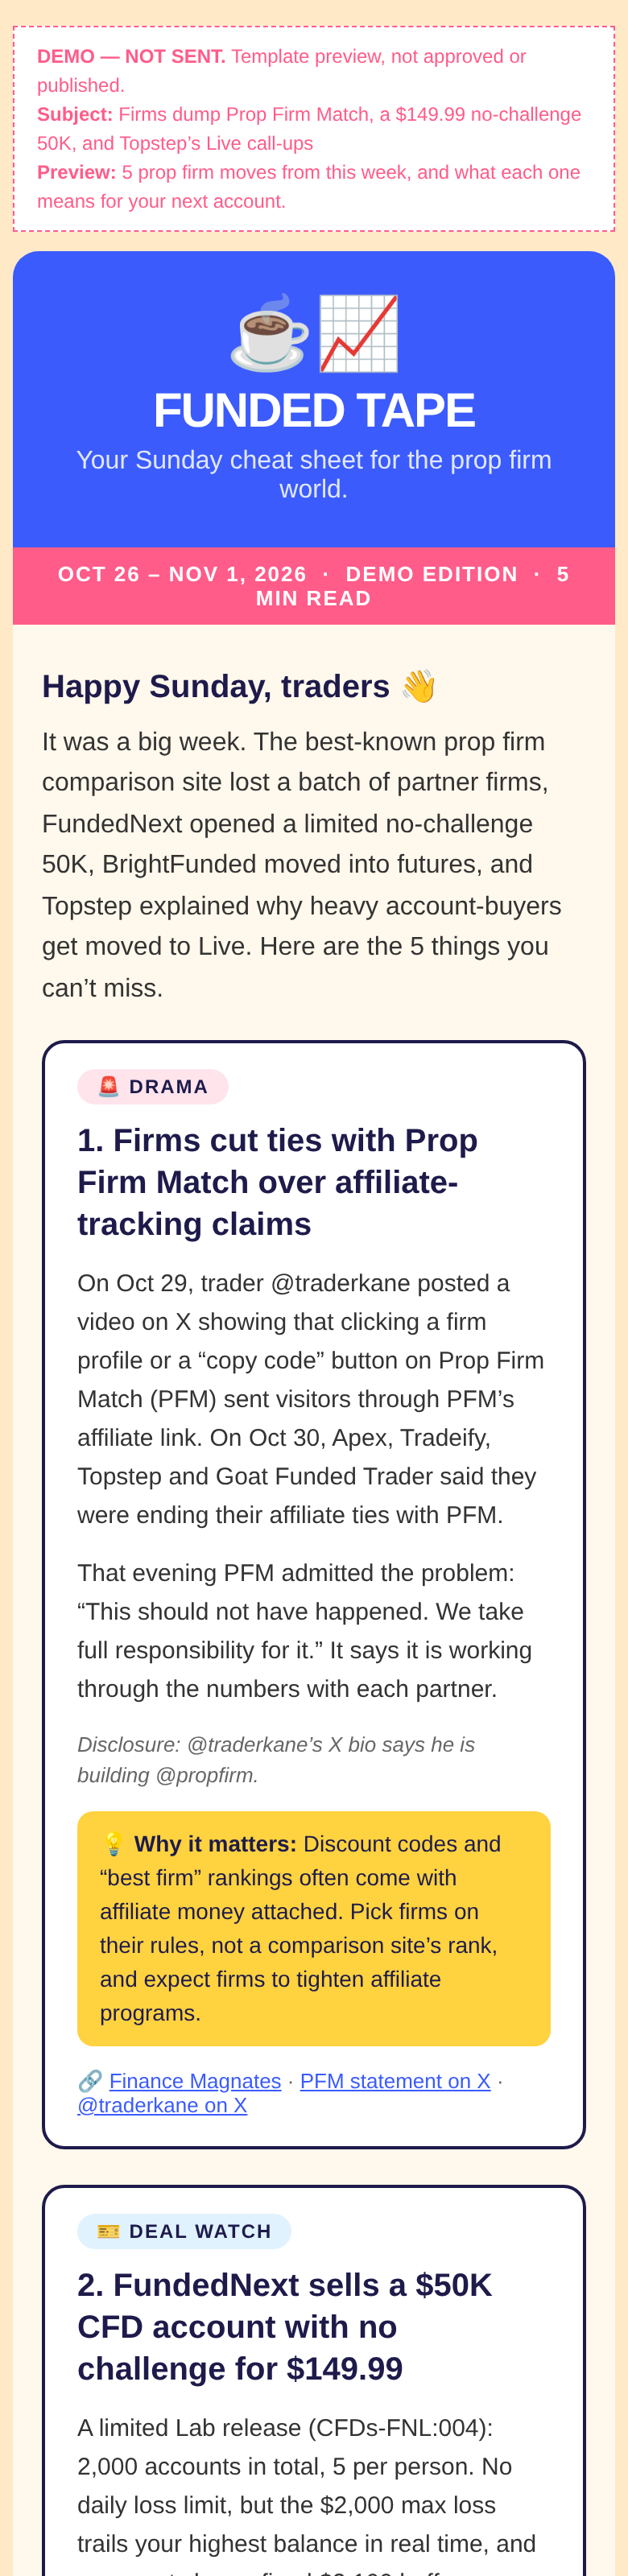 DEMO — NOT SENT. Template preview, not approved or
published.
Subject: Firms dump Prop Firm Match, a $149.99 no-challenge
50K, and Topstep’s Live call-ups
Preview: 5 prop firm moves from this week, and what each one
means for your next account.
FUNDED TAPE
Your Sunday cheat sheet for the prop firm
world.
OCT 26 – NOV 1, 2026 · DEMO EDITION · 5
MIN READ
Happy Sunday, traders 👋
It was a big week. The best-known prop firm
comparison site lost a batch of partner firms,
FundedNext opened a limited no-challenge
50K, BrightFunded moved into futures, and
Topstep explained why heavy account-buyers
get moved to Live. Here are the 5 things you
can’t miss.
🚨 DRAMA
1. Firms cut ties with Prop
Firm Match over affiliate-
tracking claims
On Oct 29, trader @traderkane posted a
video on X showing that clicking a firm
profile or a “copy code” button on Prop Firm
Match (PFM) sent visitors through PFM’s
affiliate link. On Oct 30, Apex, Tradeify,
Topstep and Goat Funded Trader said they
were ending their affiliate ties with PFM.
That evening PFM admitted the problem:
“This should not have happened. We take
full responsibility for it.” It says it is working
through the numbers with each partner.
Disclosure: @traderkane’s X bio says he is
building @propfirm.
💡 Why it matters: Discount codes and
“best firm” rankings often come with
affiliate money attached. Pick firms on
their rules, not a comparison site’s rank,
and expect firms to tighten affiliate
programs.
🔗 Finance Magnates · PFM statement on X ·
@traderkane on X
🎫 DEAL WATCH
2. FundedNext sells a $50K
CFD account with no
challenge for $149.99
A limited Lab release (CFDs-FNL:004):
2,000 accounts in total, 5 per person. No
daily loss limit, but the $2,000 max loss
trails your highest balance in real time, and